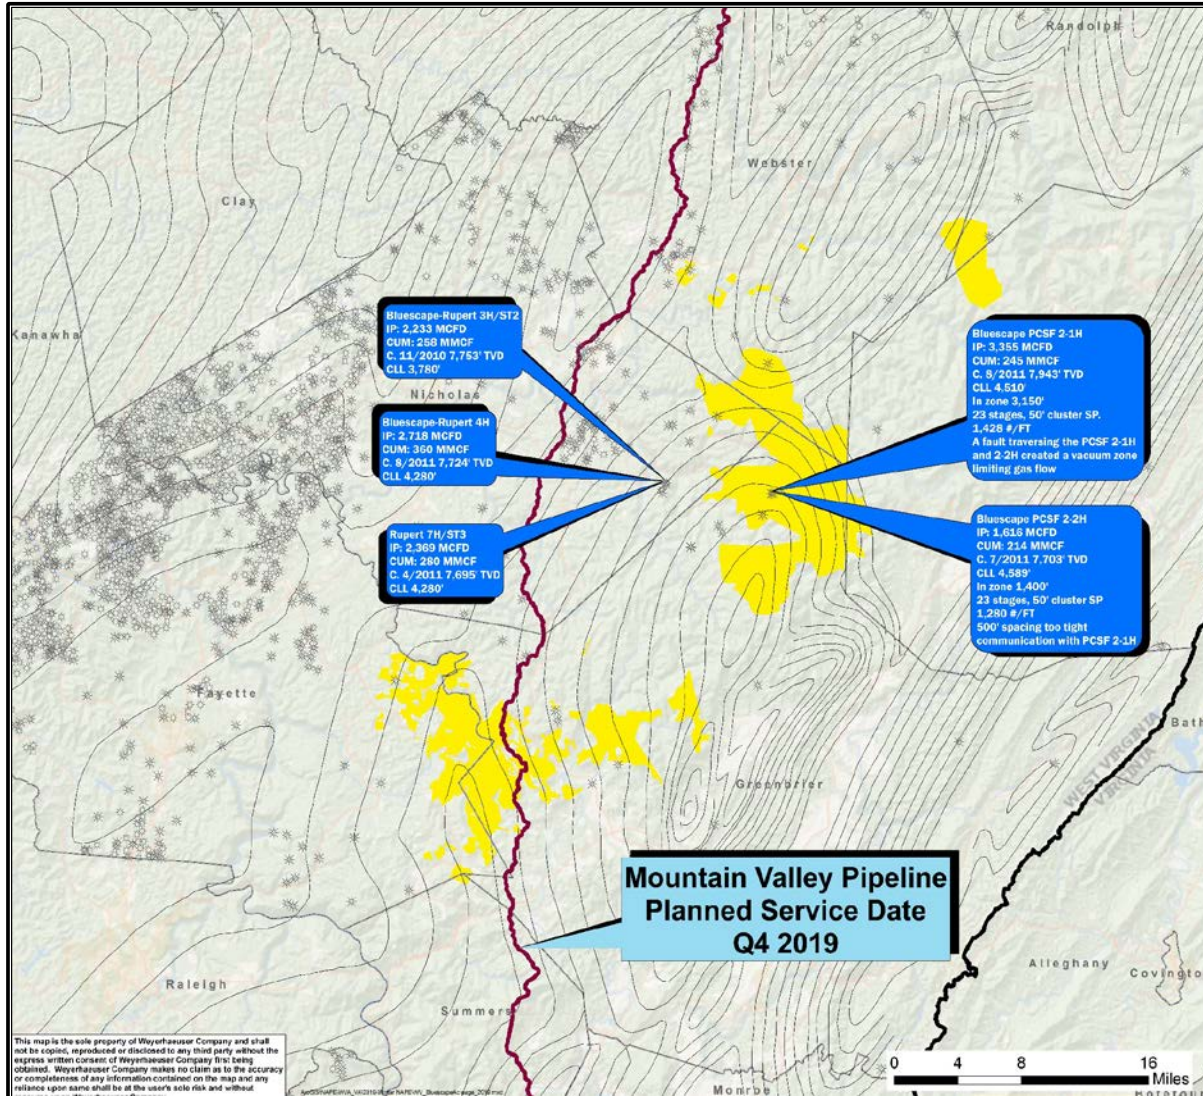 Randolph
Webster
Clay
Kanawha
Bluescape-Rupert 3H/ST2
IP: 2,233 MCFD
CUM: 258 MMCF
C. 11/2010 7,753' TVD
CLL 3,780'
Nicholas
Bluescape-Rupert 4H
IP: 2,718 MCFD
CUM: 360 MMCF
C. 8/2011 7,724' TVD
CLL 4,280'
Rupert 7H/ST3
IP: 2,369 MCFD
CUM: 280 MMCF
C. 4/2011 7,695' TVD
CLL 4,280'
Bluescape PCSF 2-1H
IP: 3,355 MCFD
CUM: 245 MMCF
C. 8/2011 7,943' TVD
CLL 4,510'
In zone 3,150'
23 stages, 50' cluster SP.
1,428 #/FT
A fault traversing the PCSF 2-1H
and 2-2H created a vacuum zone
limiting gas flow
Bluescape PCSF 2-2H
IP: 1,616 MCFD
CUM: 214 MMCF
C. 7/2011 7,703' TVD
CLL 4,589'
In zone 1,400'
23 stages, 50' cluster SP
1,280 #/FT
500' spacing too tight
communication with PCSF 2-1H
Fayette
Bath
WEST VIRGINIA
VIRGINIA
Greenbrier
Mountain Valley Pipeline
Planned Service Date
Q4 2019
Raleigh
Summers
Alleghany
Covington
Monroe
0 4 8 16
Miles
This map is the sole property of Weyerhaeuser Company and shall
not be copied, reproduced or disclosed to any third party without the
express written consent of Weyerhaeuser Company first being
obtained. Weyerhaeuser Company makes no claim as to the accuracy
or completeness of any information contained on the map and any
reliance upon same shall be at the user's sole risk and without